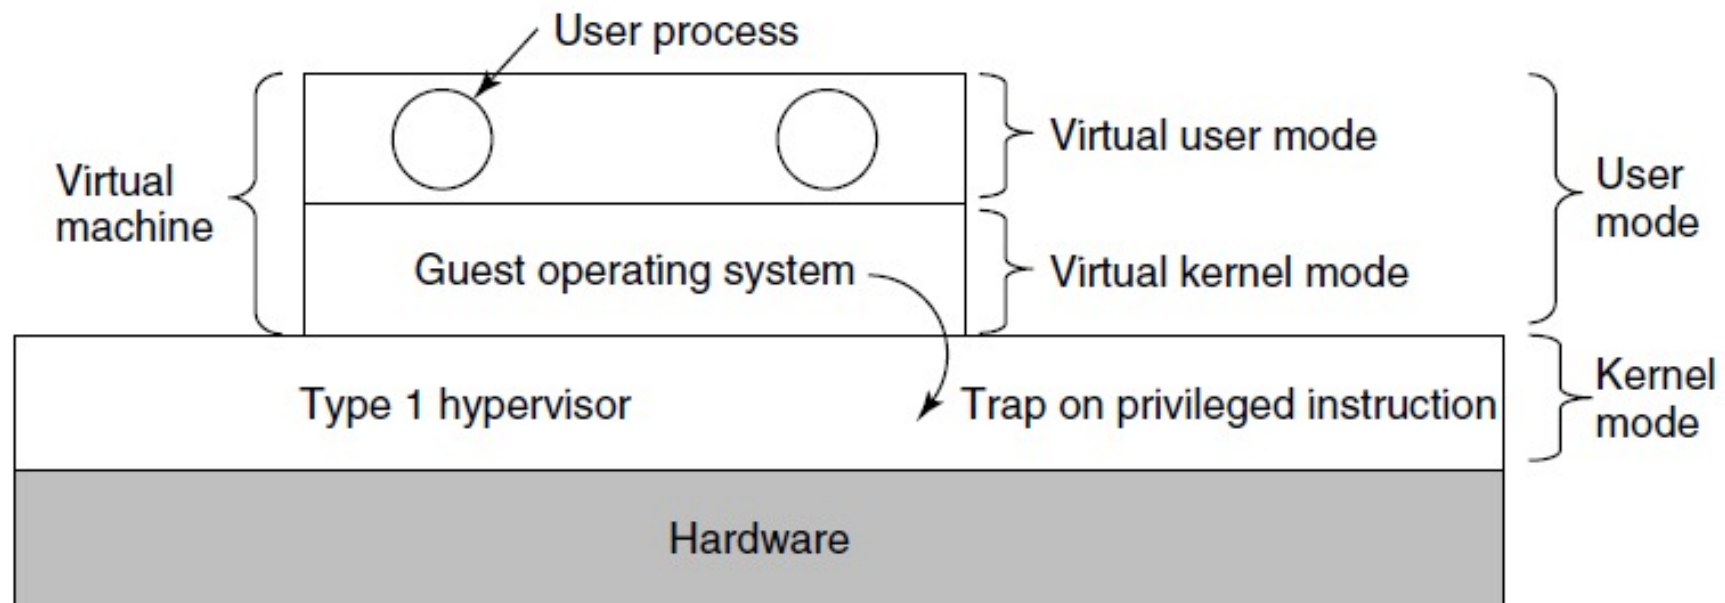 User process
Virtual user mode
Virtual
machine
User
mode
Guest operating system
Virtual kernel mode
Type 1 hypervisor
Trap on privileged instruction
Kernel
mode
Hardware